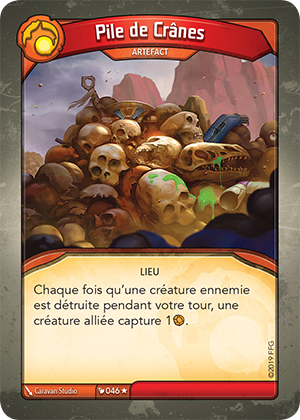 Pile de Crânes
ARTEFACT
LIEU
Chaque fois qu'une créature ennemie
est détruite pendant votre tour, une
créature alliée capture 1.
Caravan Studio
046
©2019 FFG